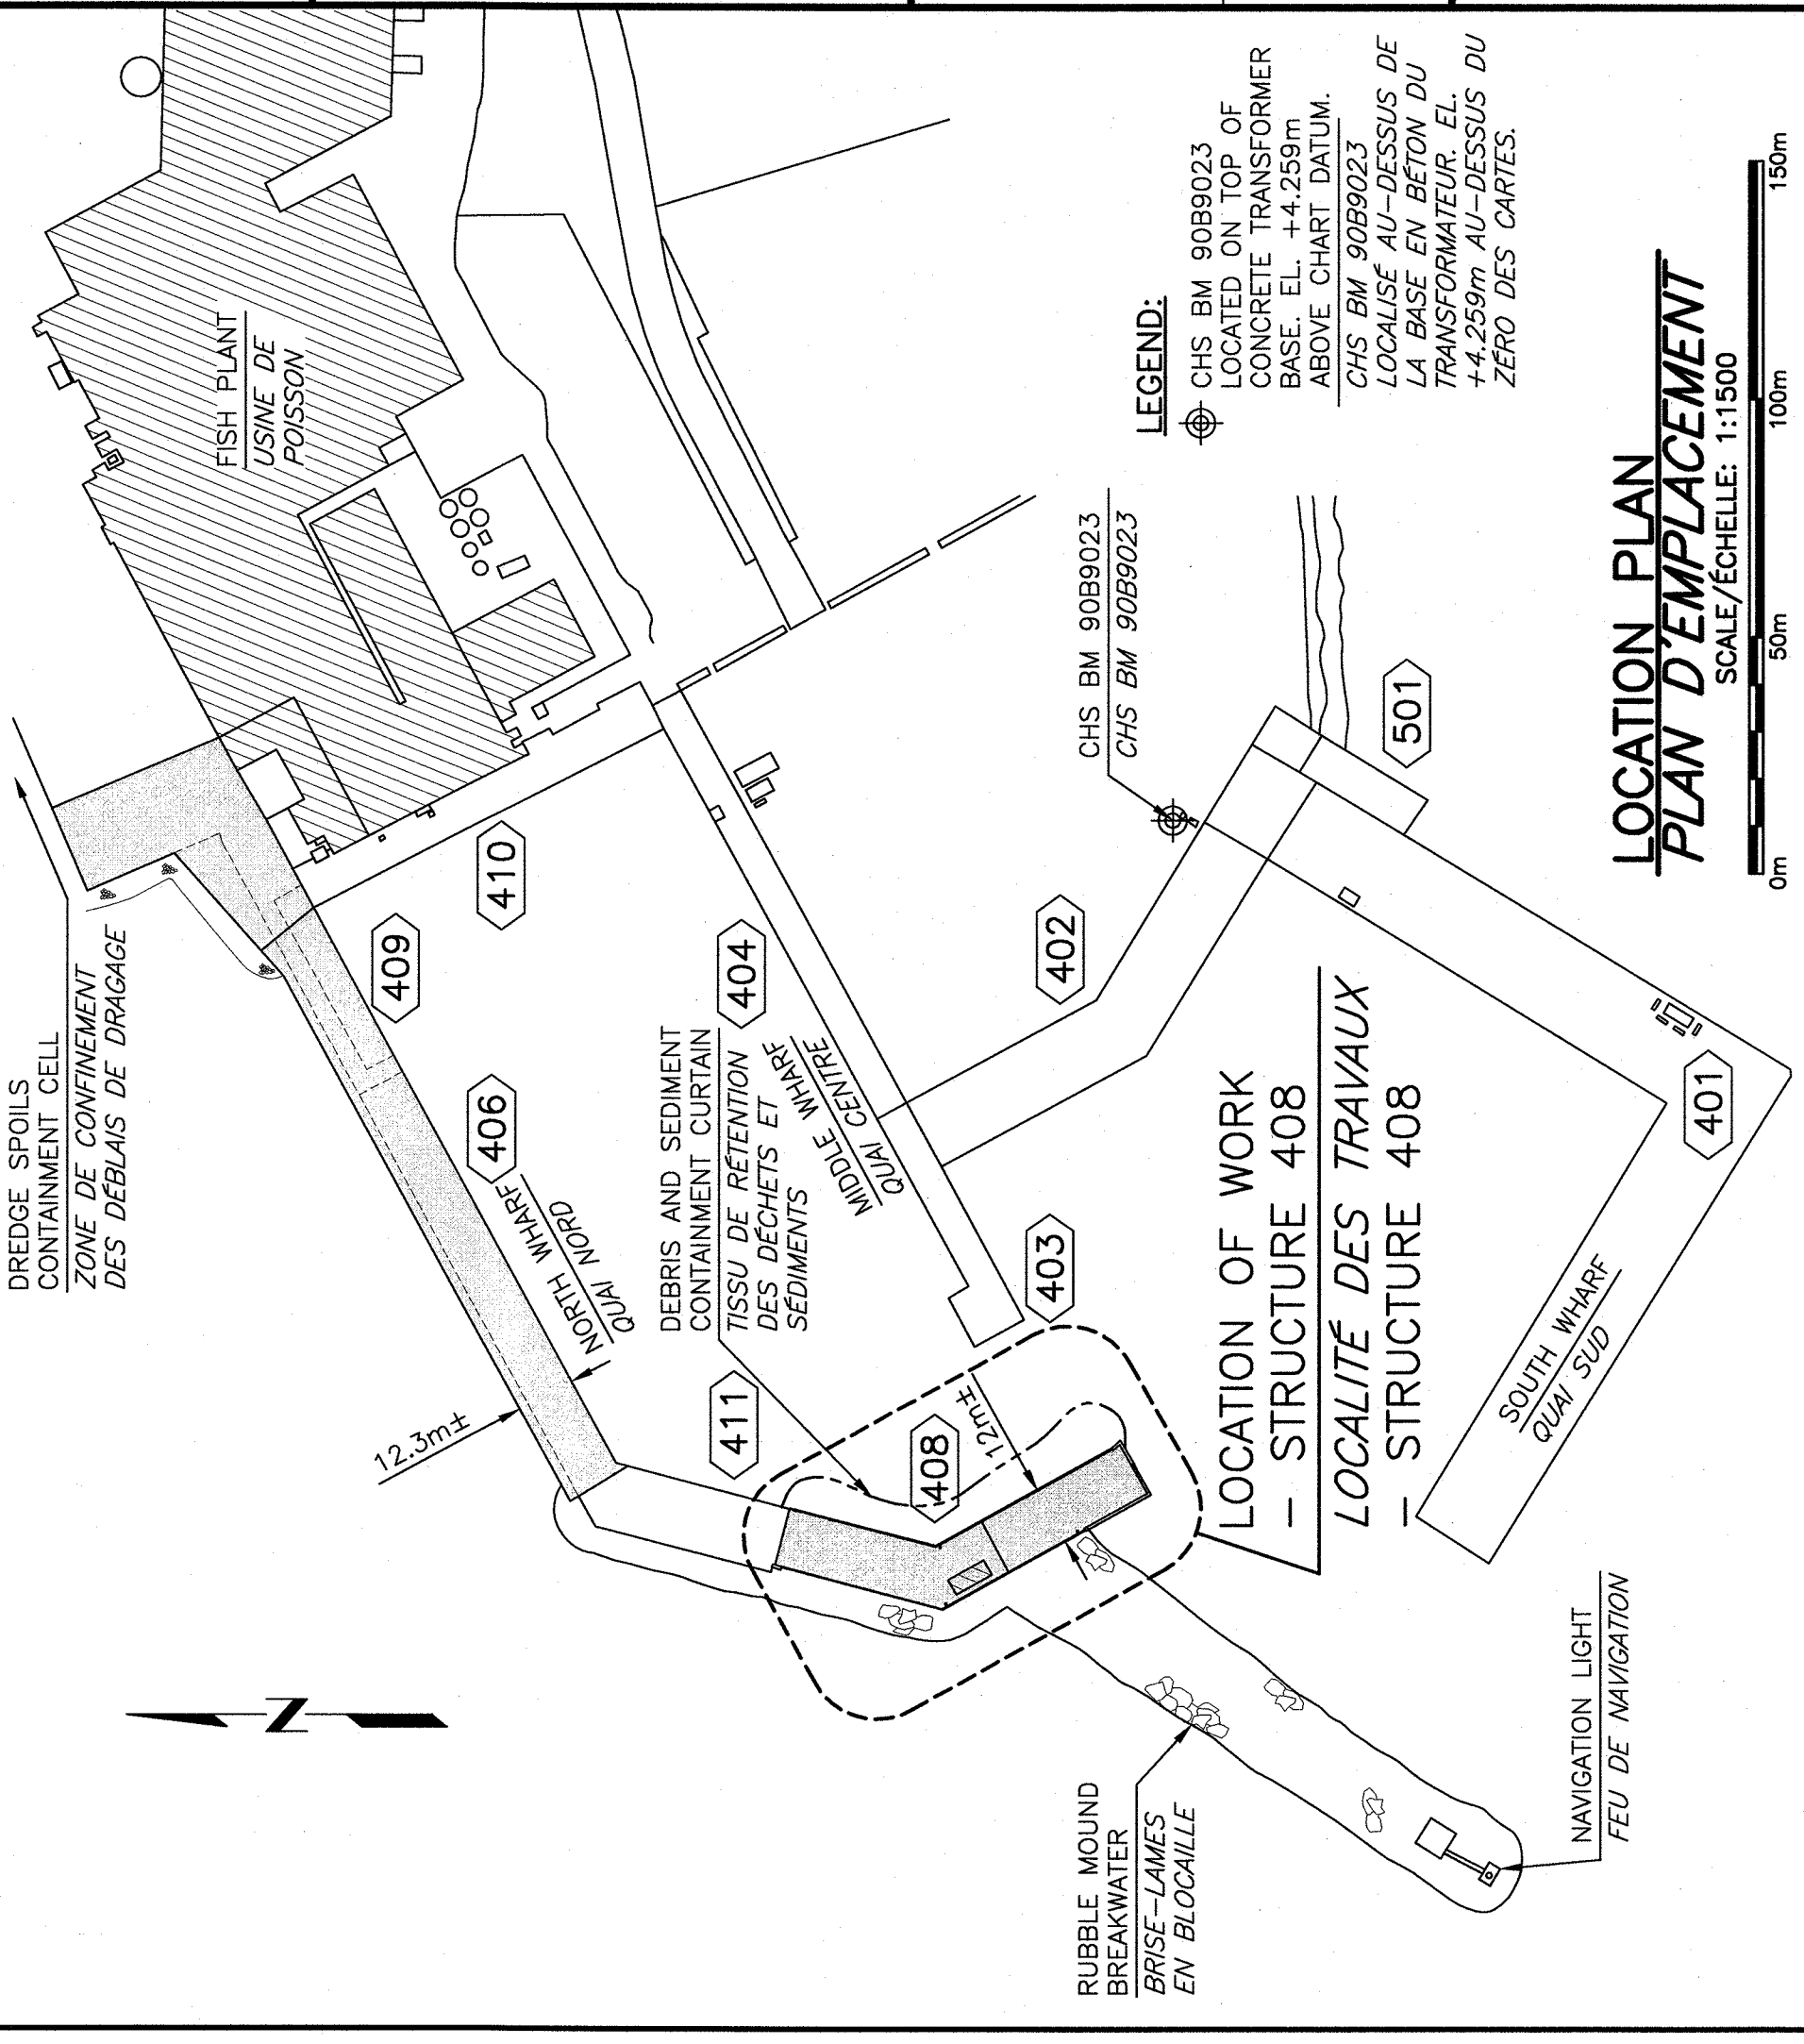 DREDGE SPOILS
CONTAINMENT CELL
ZONE DE CONFINEMENT
DES DÉBLAIS DE DRAGAGE
FISH PLANT
USINE DE
POISSON
409
410
406
12.3m±
NORTH WHARF
QUAI NORD
DEBRIS AND SEDIMENT
CONTAINMENT CURTAIN
TISSU DE RÉTENTION
DES DÉCHETS ET
SÉDIMENTS
404
MIDDLE WHARF
QUAI CENTRE
411
408
12m±
403
402
CHS BM 90B9023
CHS BM 90B9023
501
401
LOCATION OF WORK
– STRUCTURE 408
LOCALITÉ DES TRAVAUX
– STRUCTURE 408
SOUTH WHARF
QUAI SUD
N
RUBBLE MOUND
BREAKWATER
BRISE-LAMES
EN BLOCAILLE
NAVIGATION LIGHT
FEU DE NAVIGATION
LEGEND:
CHS BM 90B9023
LOCATED ON TOP OF
CONCRETE TRANSFORMER
BASE. EL. +4.259m
ABOVE CHART DATUM.
CHS BM 90B9023
LOCALISÉ AU-DESSUS DE
LA BASE EN BÉTON DU
TRANSFORMATEUR. EL.
+4.259m AU-DESSUS DU
ZÉRO DES CARTES.
LOCATION PLAN
PLAN D'EMPLACEMENT
SCALE/ÉCHELLE: 1:1500
0m 50m 100m 150m